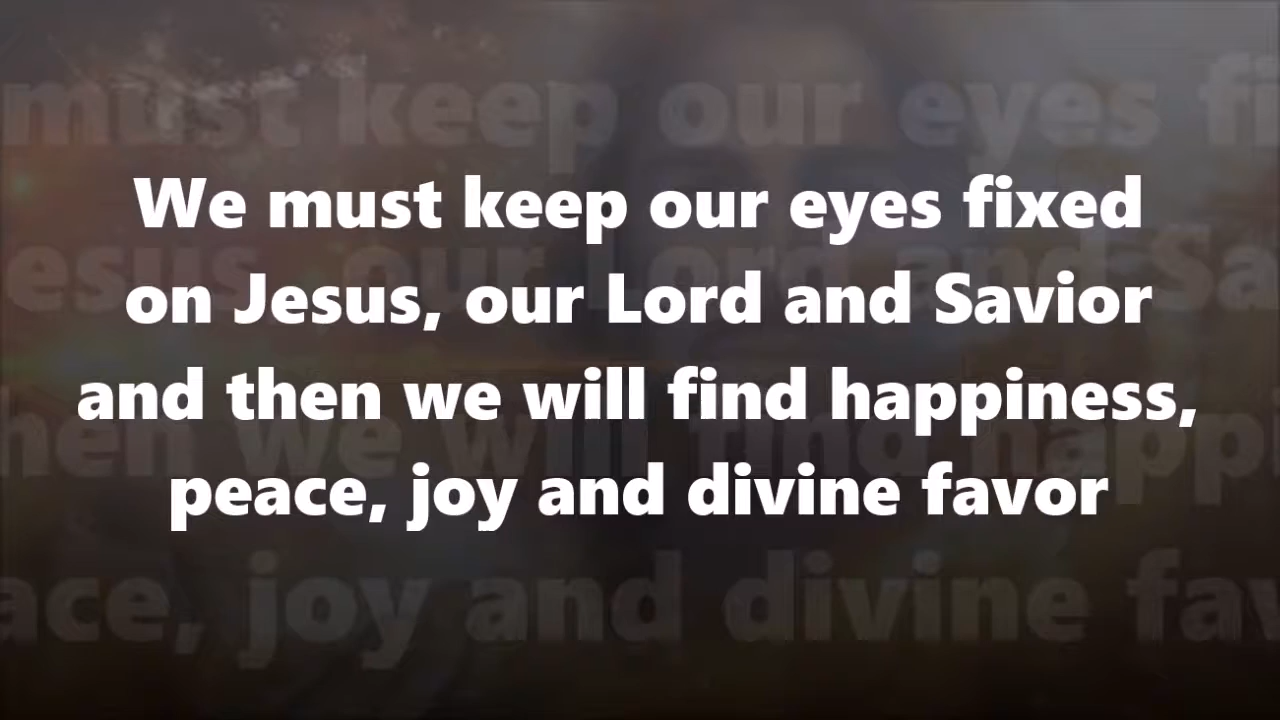 We must keep our eyes fixed
on Jesus, our Lord and Savior
and then we will find happiness,
peace, joy and divine favor